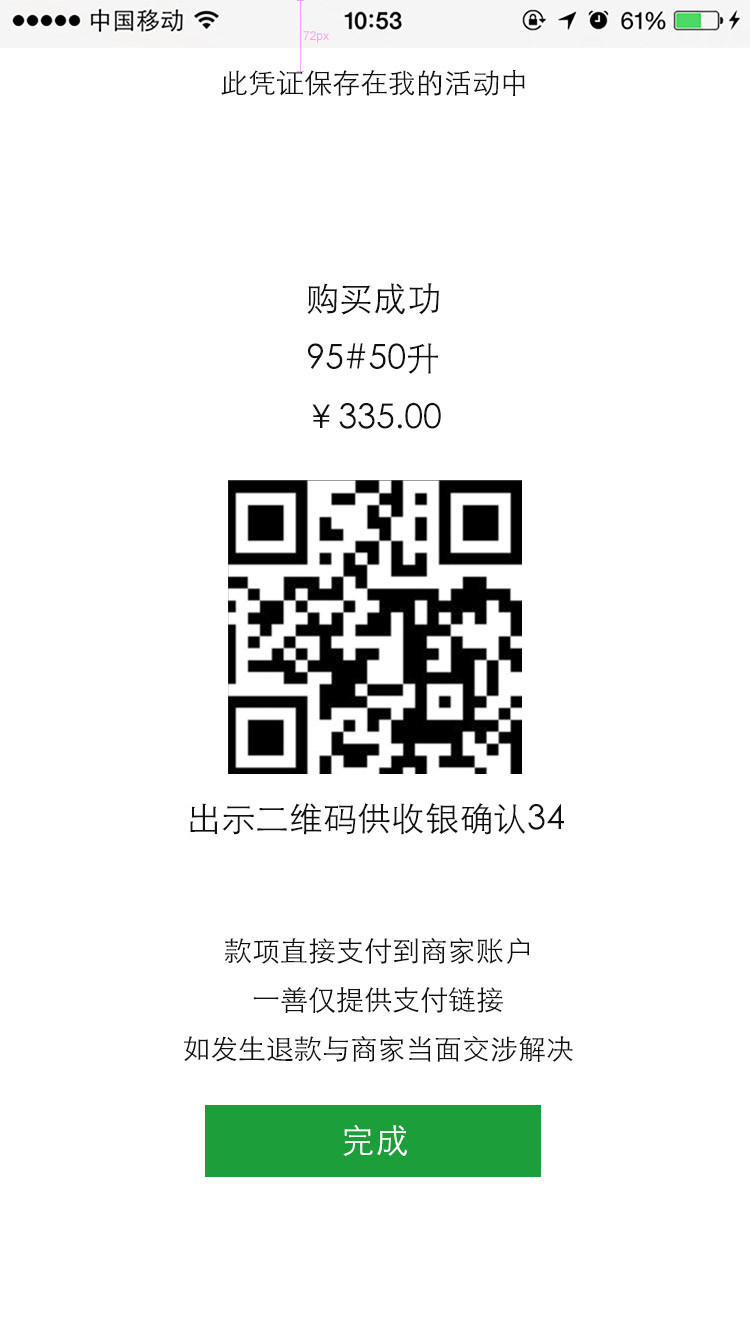 中国移动 10:53 61%
72px
此凭证保存在我的活动中
购买成功
95#50升
￥335.00
出示二维码供收银确认34
款项直接支付到商家账户
一善仅提供支付链接
如发生退款与商家当面交涉解决
完成